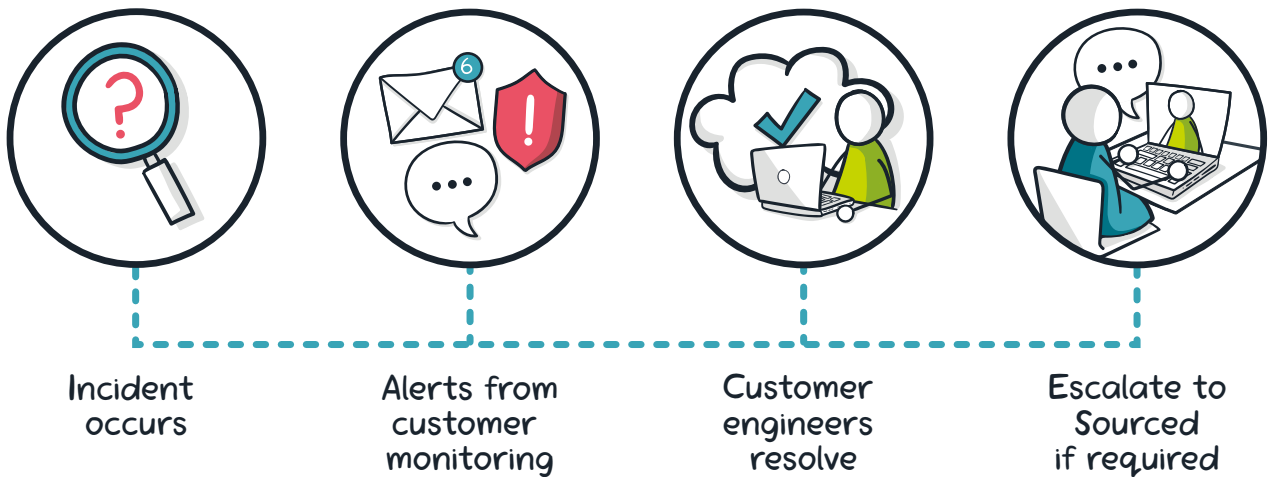 ?
6
!
Incident
occurs
Alerts from
customer
monitoring
Customer
engineers
resolve
Escalate to
Sourced
if required